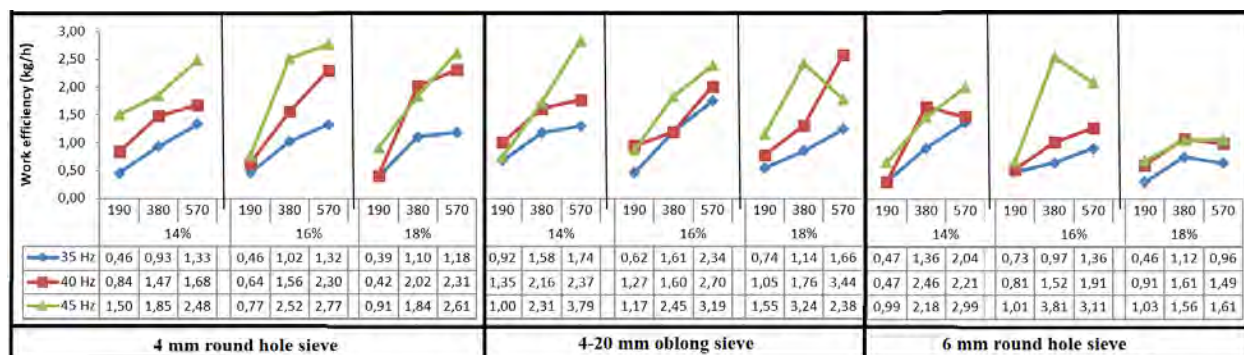 Work efficiency (kg/h)
3,00
2,50
2,00
1,50
1,00
0,50
0,00
190 380 570 190 380 570 190 380 570 190 380 570 190 380 570 190 380 570 190 380 570 190 380 570 190 380 570
14% 16% 18% 14% 16% 18% 14% 16% 18%
35 Hz 0,46 0,93 1,33 0,46 1,02 1,32 0,39 1,10 1,18 0,92 1,58 1,74 0,62 1,61 2,34 0,74 1,14 1,66 0,47 1,36 2,04 0,73 0,97 1,36 0,46 1,12 0,96
40 Hz 0,84 1,47 1,68 0,64 1,56 2,30 0,42 2,02 2,31 1,35 2,16 2,37 1,27 1,60 2,70 1,05 1,76 3,44 0,47 2,46 2,21 0,81 1,52 1,91 0,91 1,61 1,49
45 Hz 1,50 1,85 2,48 0,77 2,52 2,77 0,91 1,84 2,61 1,00 2,31 3,79 1,17 2,45 3,19 1,55 3,24 2,38 0,99 2,18 2,99 1,01 3,81 3,11 1,03 1,56 1,61
4 mm round hole sieve 4-20 mm oblong sieve 6 mm round hole sieve